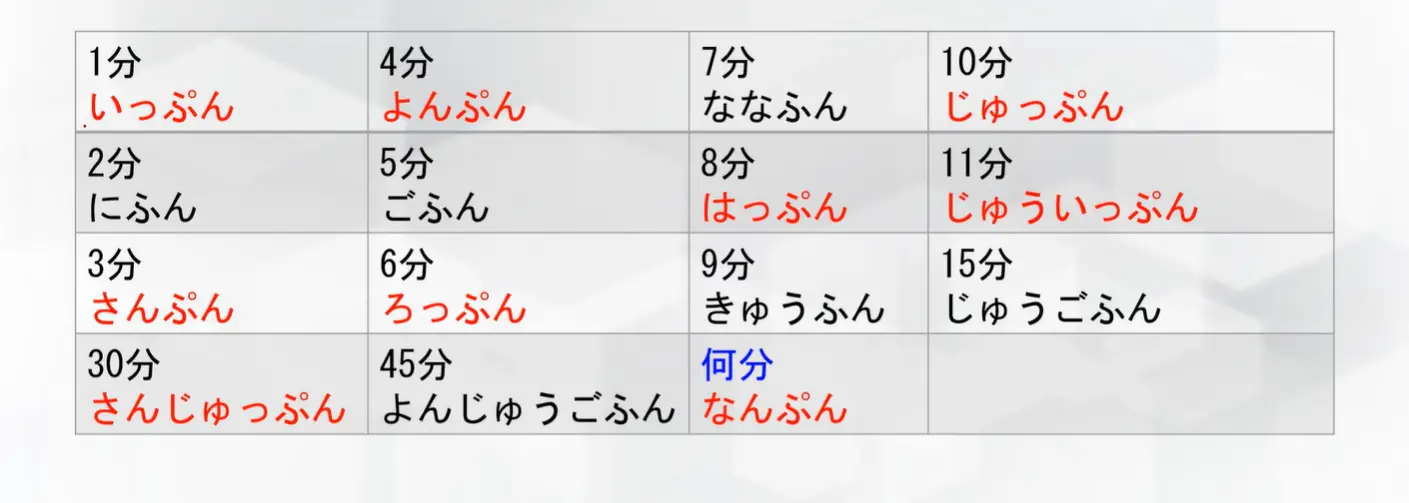 1分
いっぷん
4分
よんぷん
7分
ななふん
10分
じゅっぷん
2分
にふん
5分
ごふん
8分
はっぷん
11分
じゅういっぷん
3分
さんぷん
6分
ろっぷん
9分
きゅうふん
15分
じゅうごふん
30分
さんじゅっぷん
45分
よんじゅうごふん
何分
なんぷん